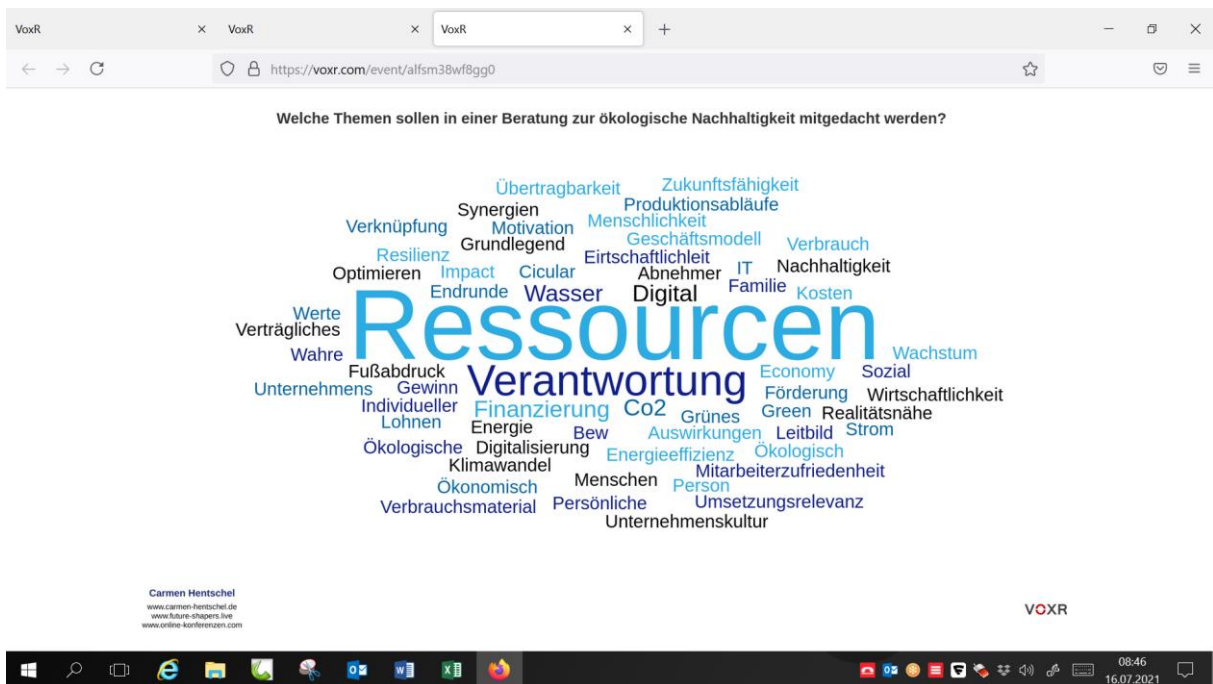 VoxR
VoxR
VoxR
https://voxr.com/event/alfsm38wf8gg0
Welche Themen sollen in einer Beratung zur ökologische Nachhaltigkeit mitgedacht werden?
Übertragbarkeit Zukunftsfähigkeit
Synergien Produktionsabläufe
Verknüpfung Motivation Menschlichkeit
Grundlegend Geschäftsmodell Verbrauch
Resilienz Eirtschaftlichleit
Optimieren Impact Cicular Abnehmer IT Nachhaltigkeit
Endrunde Wasser Digital Familie Kosten
Werte
Verträgliches Ressourcen
Wahre Wachstum
Fußabdruck Verantwortung Economy Sozial
Unternehmens Gewinn Förderung Wirtschaftlichkeit
Individueller Finanzierung Co2 Grünes Green Realitätsnähe
Lohnen Energie Bew Auswirkungen Leitbild Strom
Ökologische Digitalisierung Energieeffizienz Ökologisch
Klimawandel Mitarbeiterzufriedenheit
Ökonomisch Menschen Person
Verbrauchsmaterial Persönliche Umsetzungsrelevanz
Unternehmenskultur
Carmen Hentschel
www.carmen-hentschel.de
www.future-shapers.live
www.online-konferenzen.com
VOXR
08:46
16.07.2021